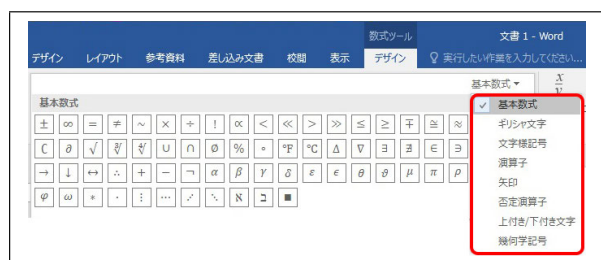 数式ツール 文書 1 - Word
デザイン レイアウト 参考資料 差し込み文書 校閲 表示 デザイン 実行したい作業を入力してください...
基本数式 x/y
基本数式
± ∞ = ≠ ~ × ÷ ! ∝ < ≪ > ≫ ≤ ≥ ∓ ≅ ≈
∁ ∂ √ ∛ ∜ ∪ ∩ ∅ % ° °F °C ∆ ∇ ∃ ∄ ∈ ∋
→ ↓ ↔ ∴ + − ¬ α β γ δ ε ϵ θ ϑ μ π ρ
φ ω * ∙ ⋮ ⋯ ⋰ ⋱ ℵ ℶ ■
基本数式
ギリシャ文字
文字様記号
演算子
矢印
否定演算子
上付き/下付き文字
幾何学記号